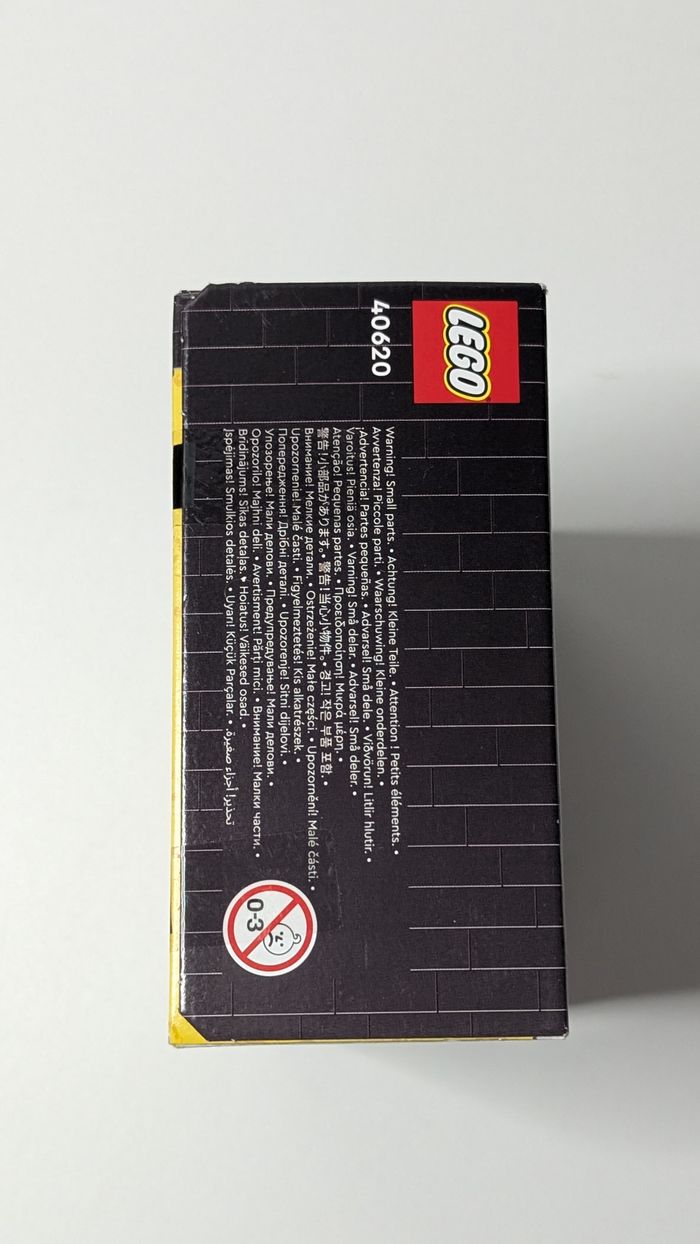 LEGO
40620
Warning! Small parts. • Achtung! Kleine Teile. • Attention ! Petits éléments. •
Avvertenza! Piccole parti. • Waarschuwing! Kleine onderdelen. •
¡Advertencia! Partes pequeñas. • Advarsel! Små dele. • Viðvörun! Litlir hlutir. •
Varoitus! Pieniä osia. • Varning! Små delar. • Advarsel! Små deler. •
Atenção! Pequenas partes. • Προειδοποίηση! Μικρά μέρη. •
警告!小部品があります。• 警告!当心小物件。• 경고! 작은 부품 포함. •
Внимание! Мелкие детали. • Ostrzeżenie! Małe części. • Upozornění! Malé části. •
Upozornenie! Malé časti. • Figyelmeztetés! Kis alkatrészek. •
Попередження! Дрібні деталі. • Upozorenje! Sitni dijelovi. •
Упозорење! Мали делови. • Предупредување! Мали делови. •
Opozorilo! Majhni deli. • Avertisment! Părți mici. • Внимание! Малки части. •
Brīdinājums! Sīkas detaļas. • Hoiatus! Väikesed osad. •
Įspėjimas! Smulkios detalės. • Uyarı! Küçük Parçalar. • تحذير! أجزاء صغيرة.
0-3